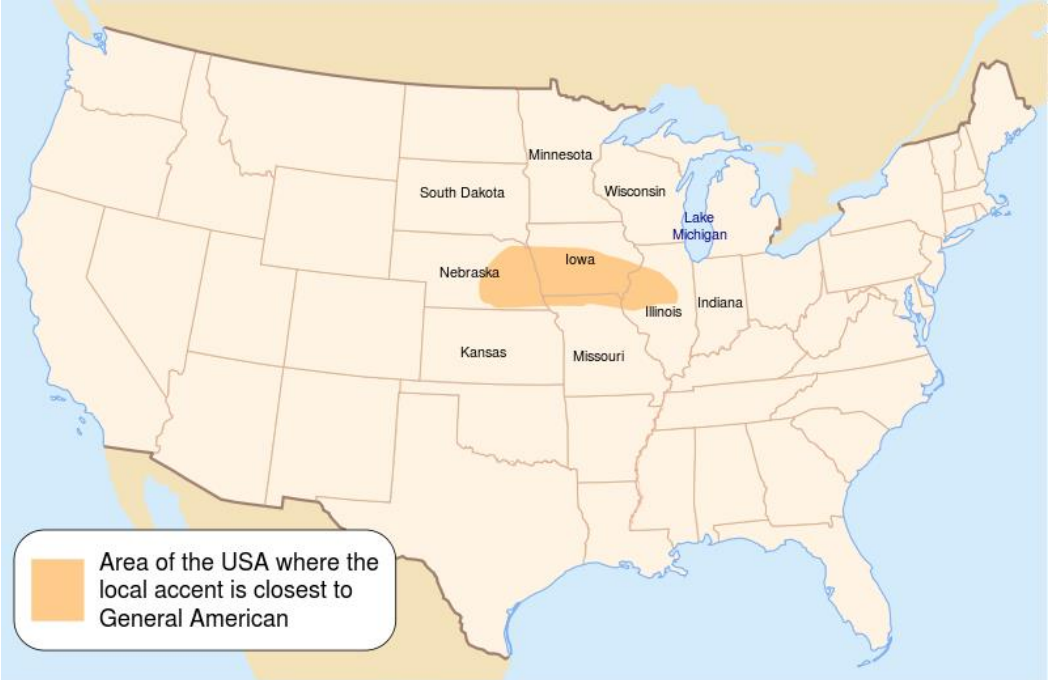 Minnesota
South Dakota
Wisconsin
Lake
Michigan
Nebraska
Iowa
Illinois
Indiana
Kansas
Missouri
Area of the USA where the
local accent is closest to
General American